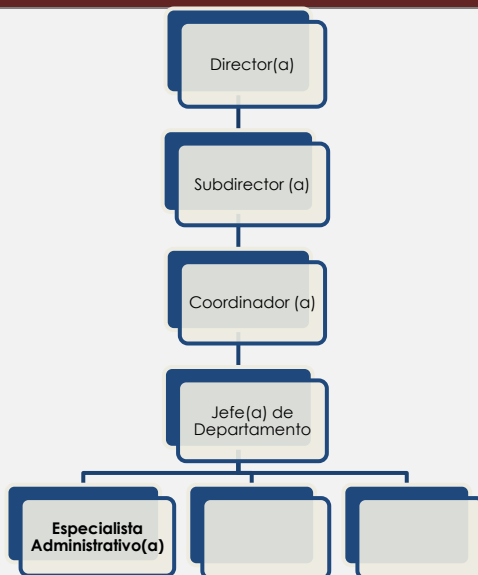 Director(a)
Subdirector (a)
Coordinador (a)
Jefe(a) de
Departamento
Especialista
Administrativo(a)